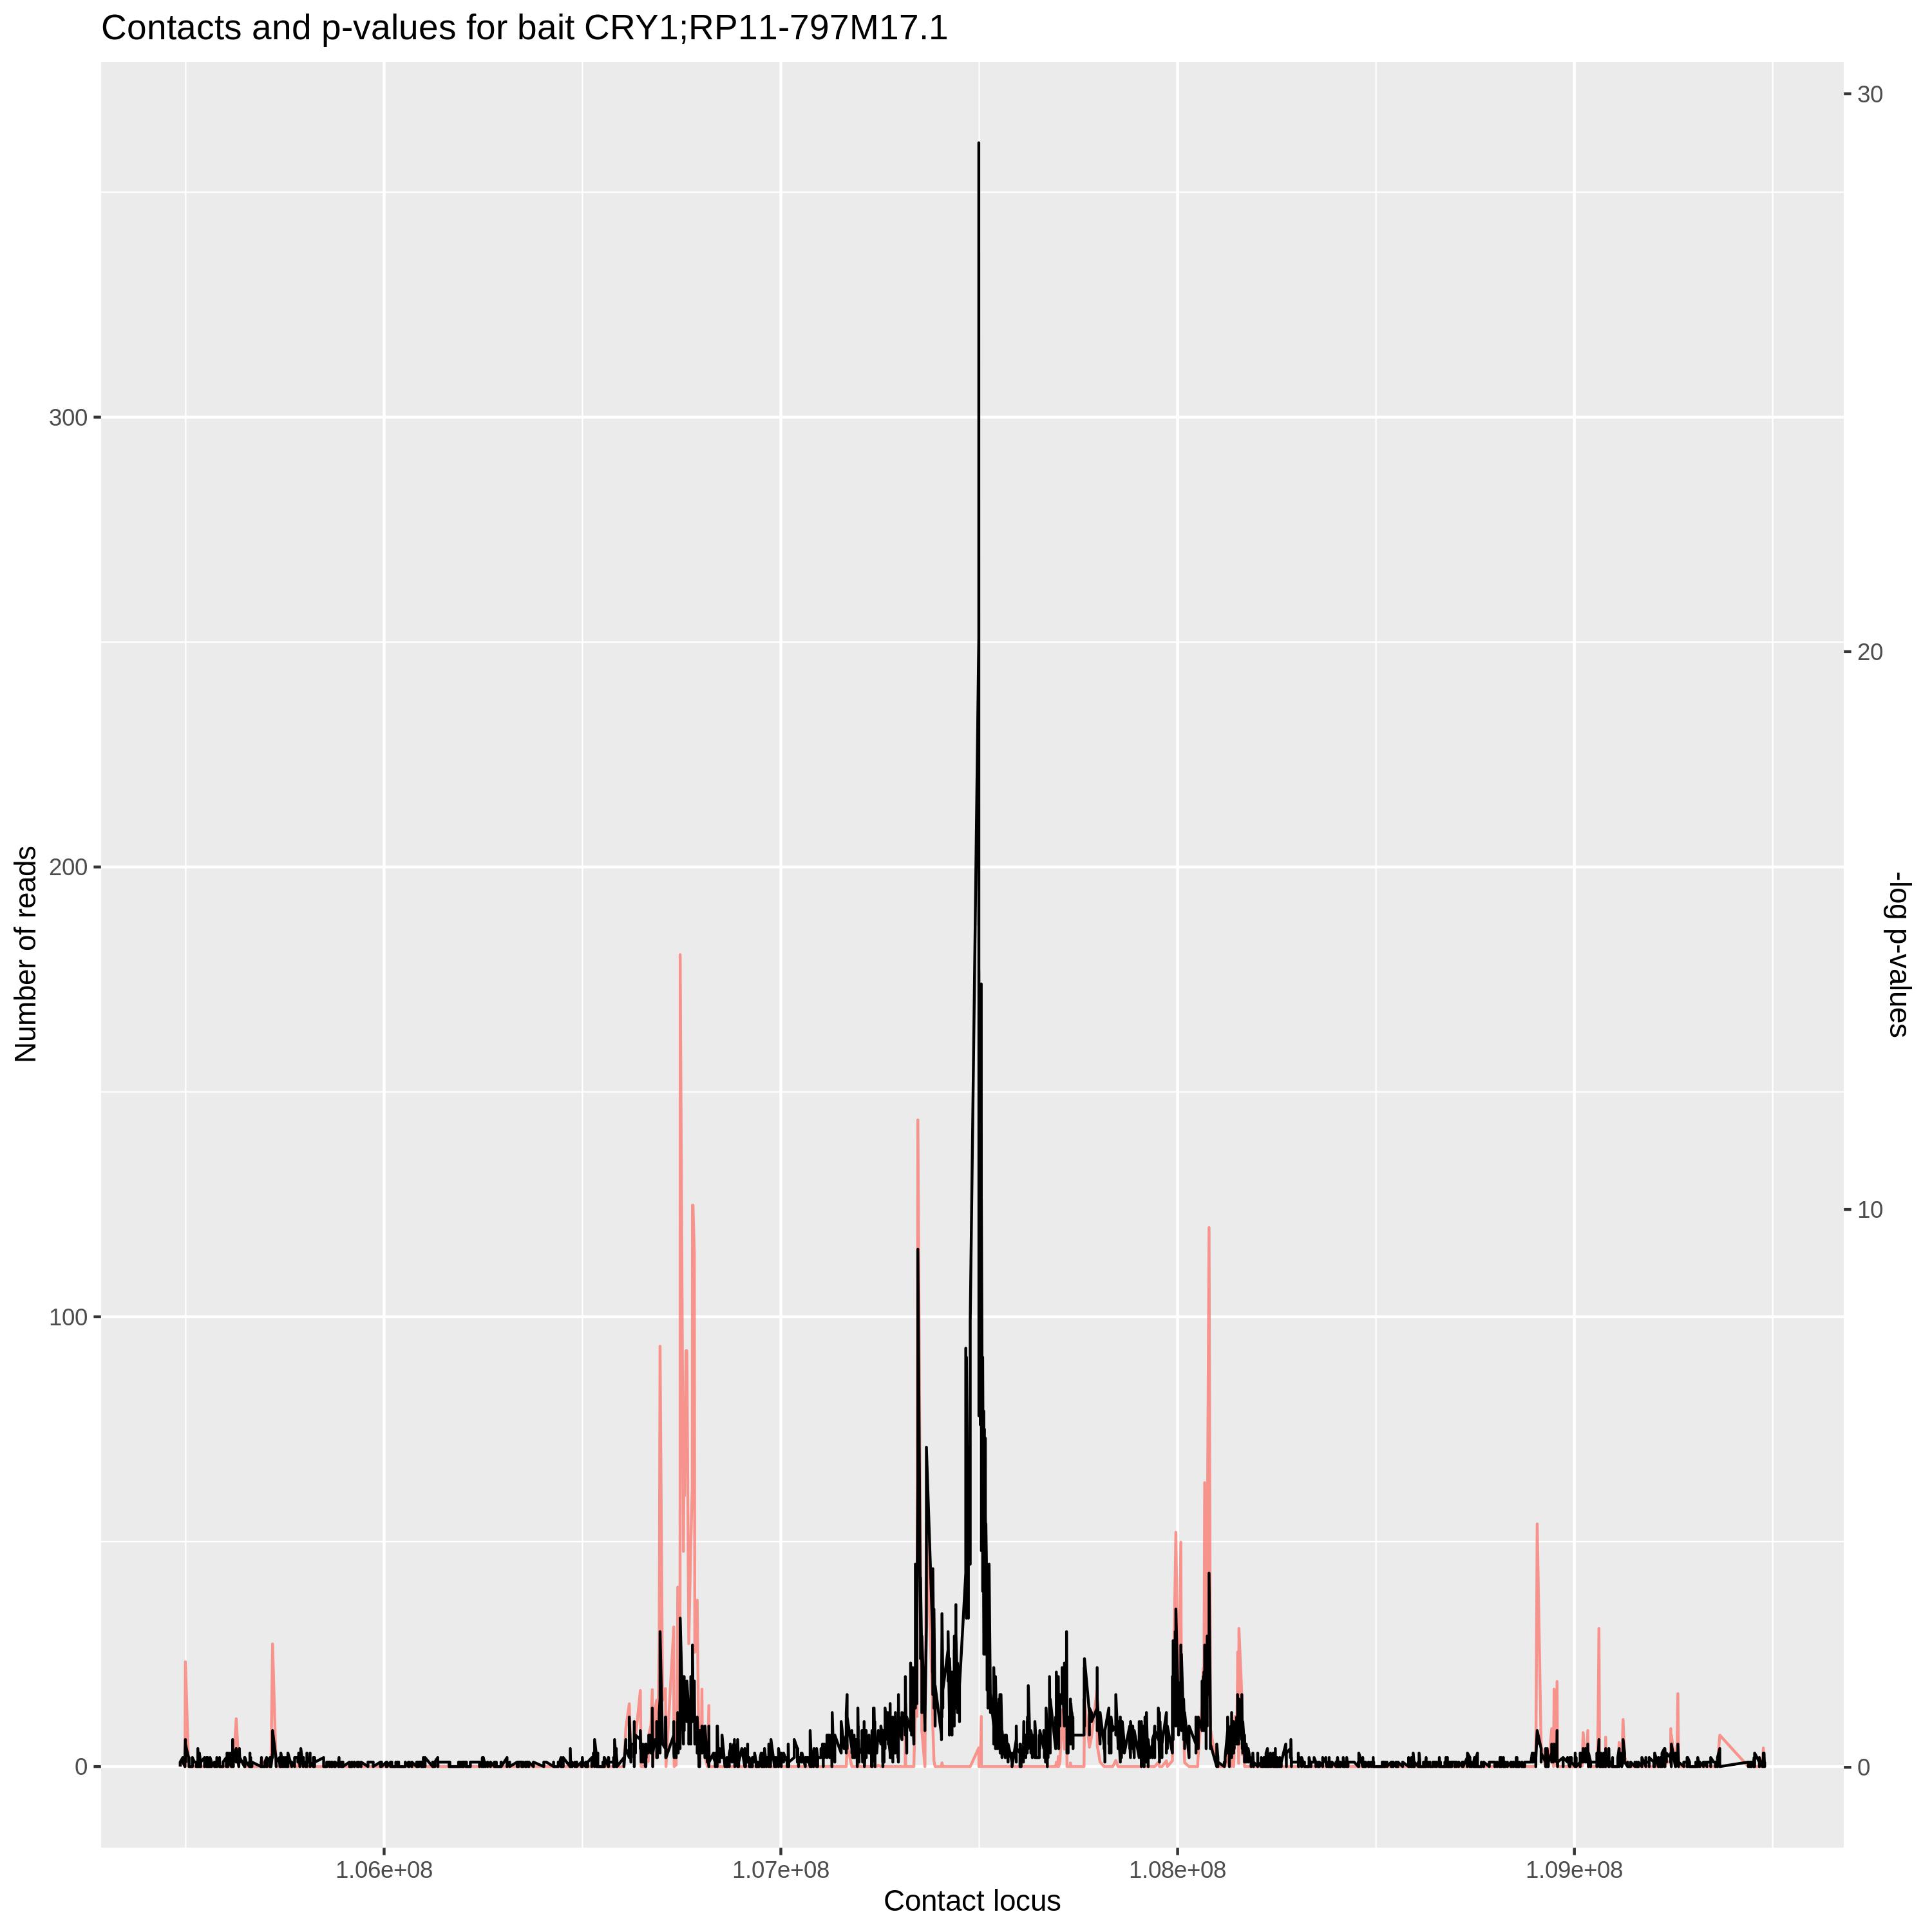 Contacts and p-values for bait CRY1;RP11-797M17.1
30
300
20
200
Number of reads
-log p-values
10
100
0
0
1.06e+08
1.07e+08
1.08e+08
1.09e+08
Contact locus